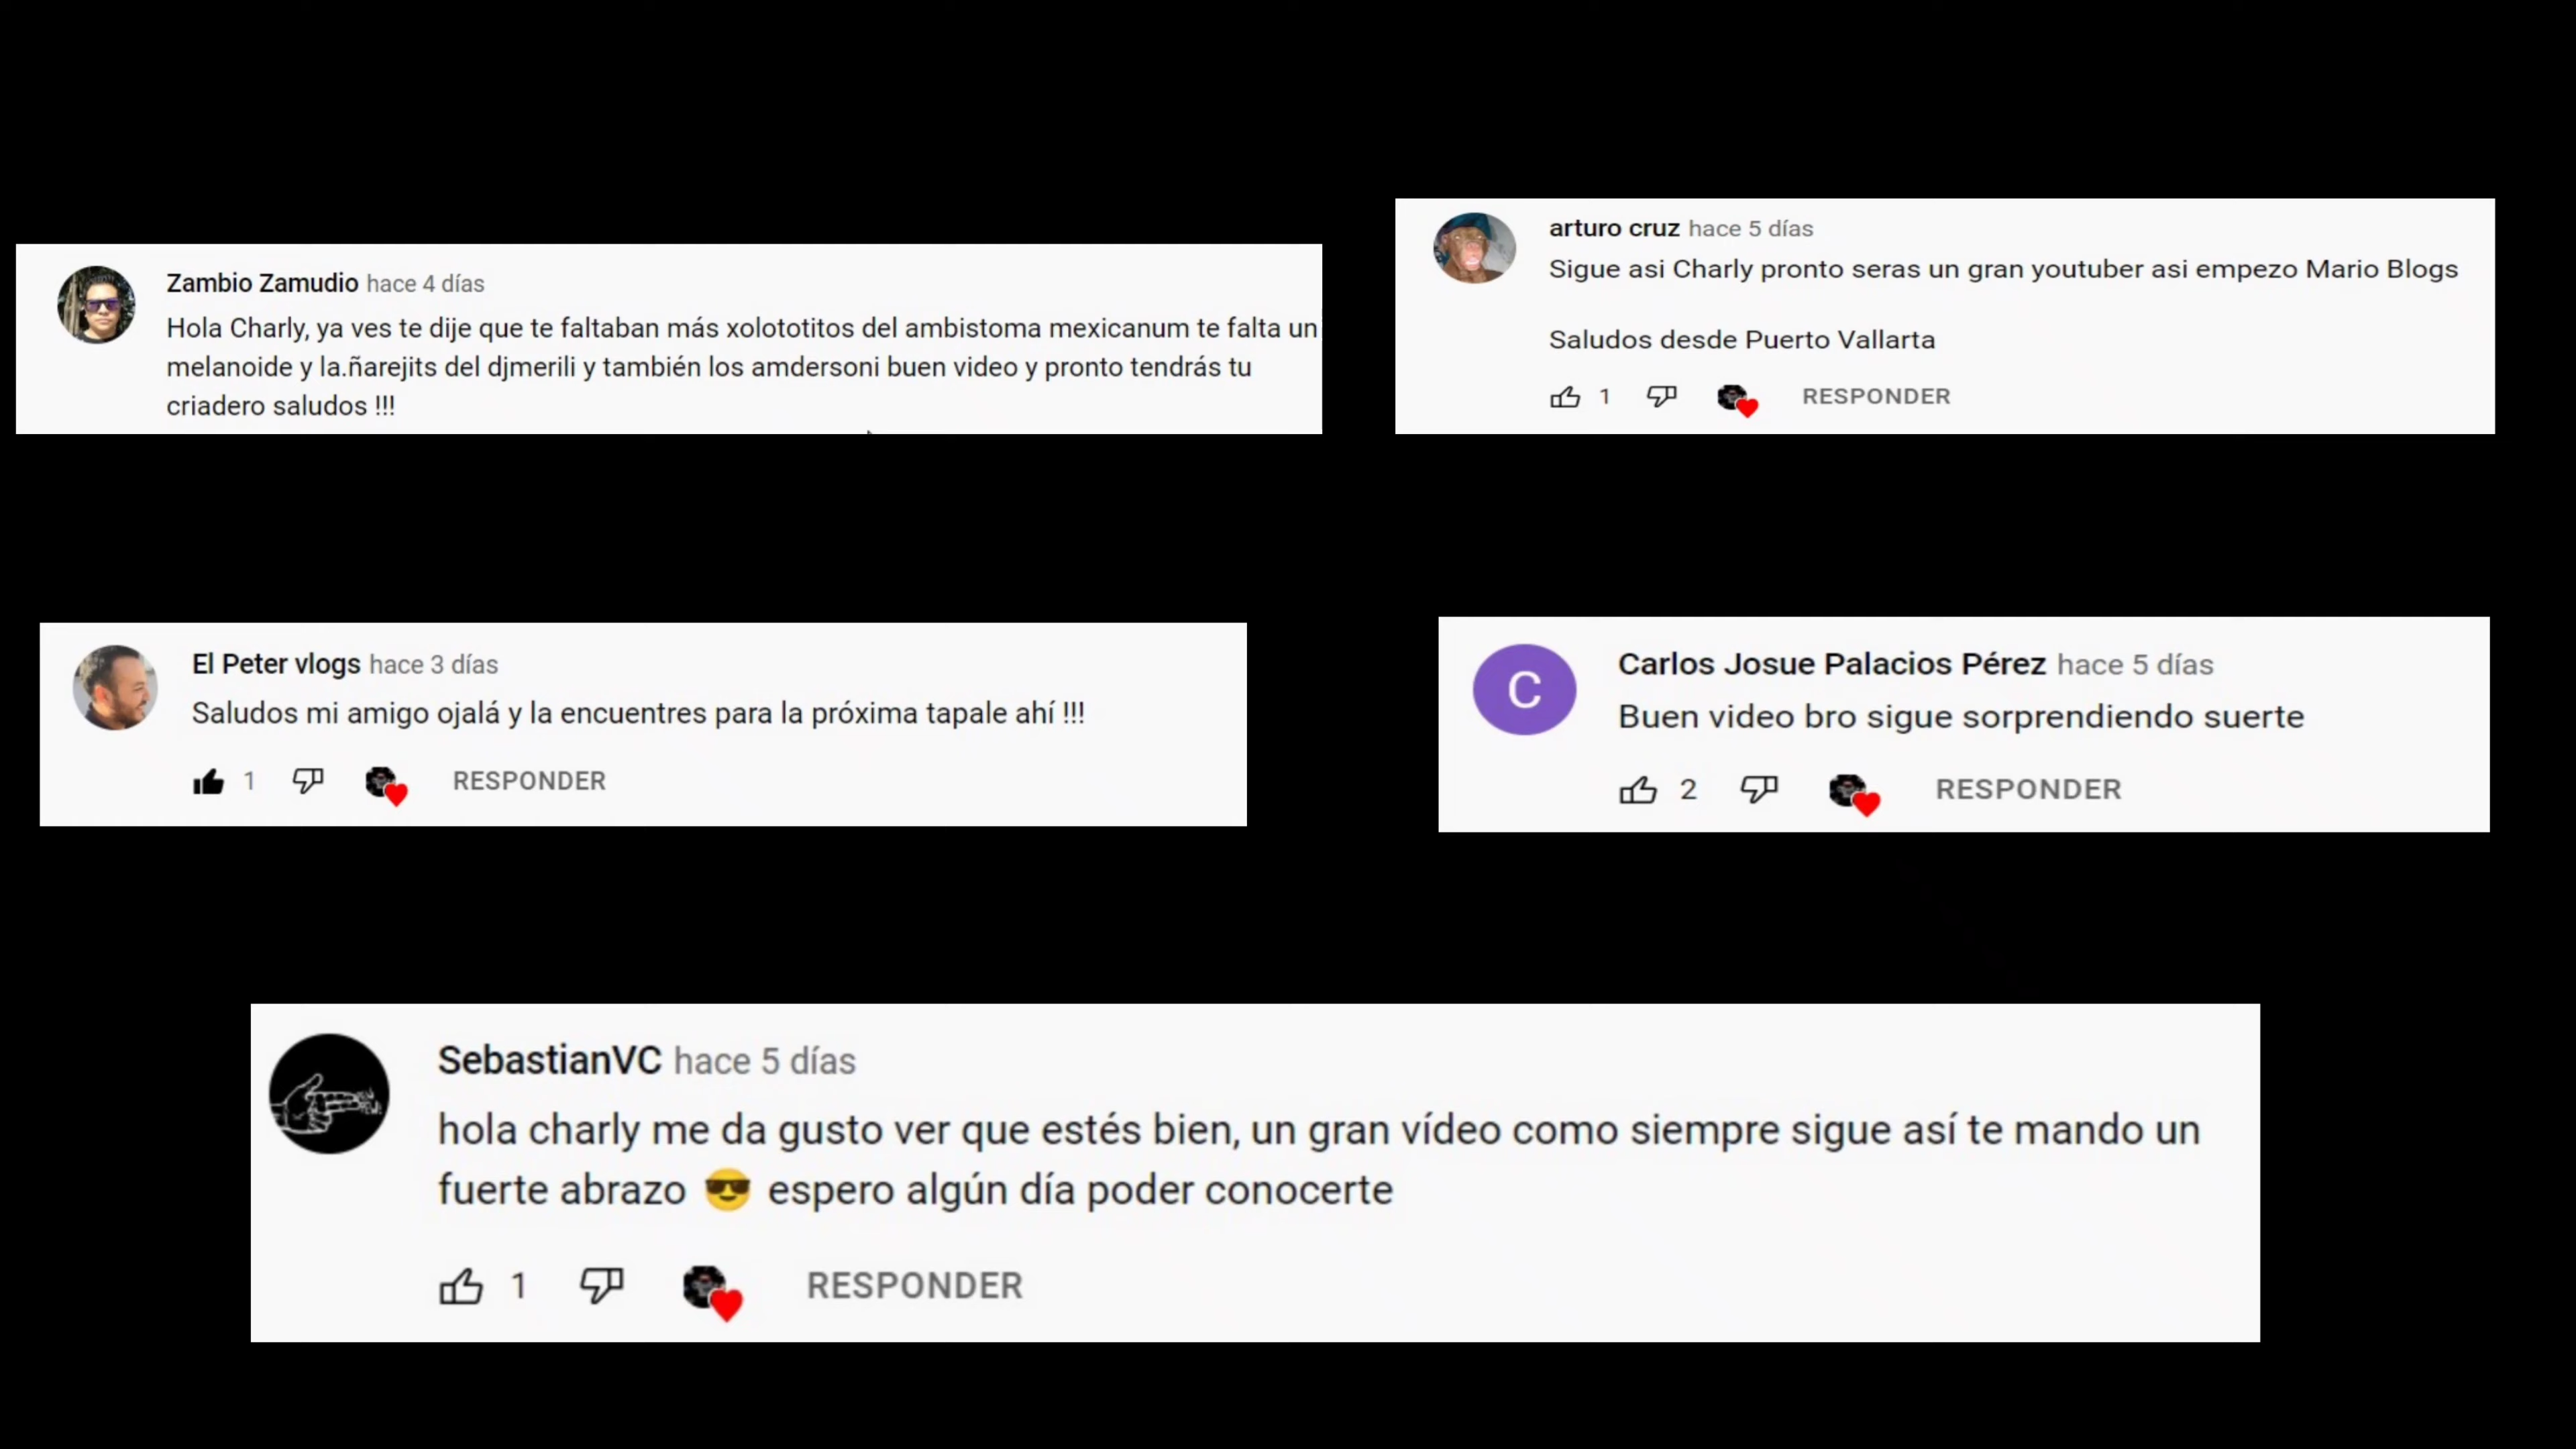 Zambio Zamudio hace 4 días
Hola Charly, ya ves te dije que te faltaban más xolototitos del ambistoma mexicanum te falta un
melanoide y la.ñarejits del djmerili y también los amdersoni buen video y pronto tendrás tu
criadero saludos !!!
arturo cruz hace 5 días
Sigue asi Charly pronto seras un gran youtuber asi empezo Mario Blogs
Saludos desde Puerto Vallarta
1 RESPONDER
El Peter vlogs hace 3 días
Saludos mi amigo ojalá y la encuentres para la próxima tapale ahí !!!
1 RESPONDER
C
Carlos Josue Palacios Pérez hace 5 días
Buen video bro sigue sorprendiendo suerte
2 RESPONDER
SebastianVC hace 5 días
hola charly me da gusto ver que estés bien, un gran vídeo como siempre sigue así te mando un
fuerte abrazo 😎 espero algún día poder conocerte
1 RESPONDER